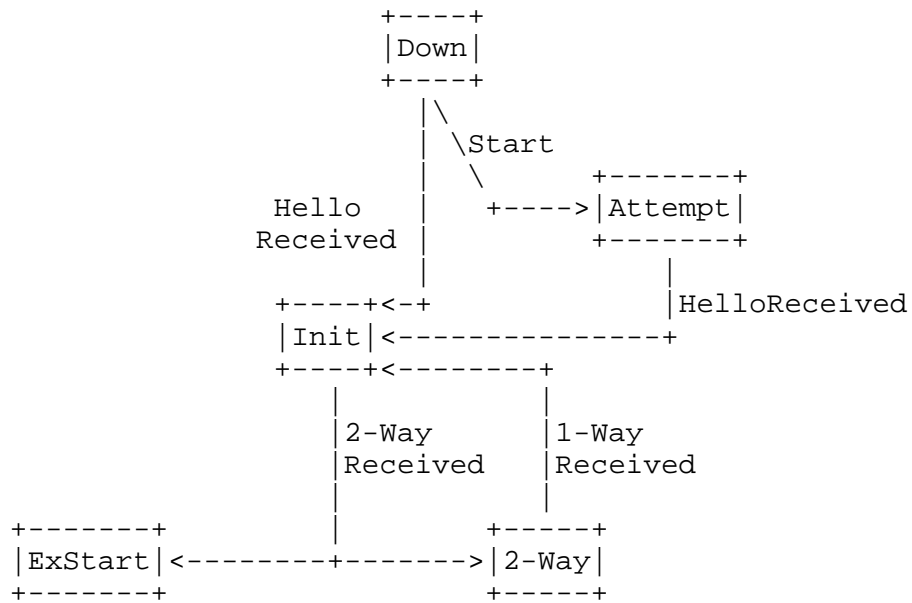 Down
Start
Attempt
Hello
Received
HelloReceived
Init
2-Way
Received
1-Way
Received
ExStart
2-Way